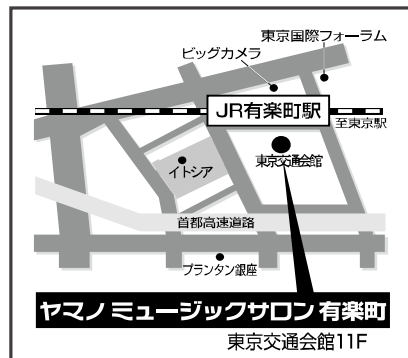 東京国際フォーラム
ビッグカメラ
JR有楽町駅
至東京駅
東京交通会館
イトシア
首都高速道路
プランタン銀座
ヤマノ ミュージックサロン 有楽町
東京交通会館11F